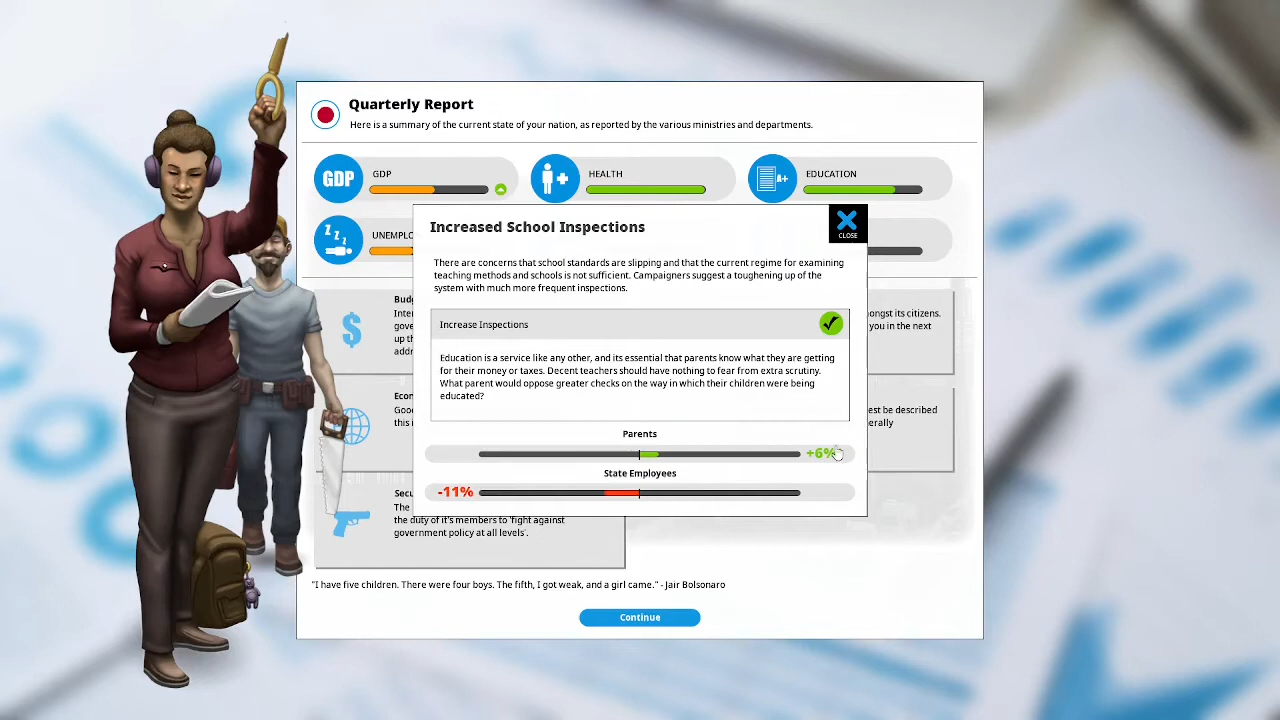 Quarterly Report
Here is a summary of the current state of your nation, as reported by the various ministries and departments.
GDP
GDP
HEALTH
A+
EDUCATION
Z Z Z
UNEMPLO
Increased School Inspections
CLOSE
There are concerns that school standards are slipping and that the current regime for examining
teaching methods and schools is not sufficient. Campaigners suggest a toughening up of the
system with much more frequent inspections.
Increase Inspections
Education is a service like any other, and its essential that parents know what they are getting
for their money or taxes. Decent teachers should have nothing to fear from extra scrutiny.
What parent would oppose greater checks on the way in which their children were being
educated?
Parents
+6%
State Employees
-11%
Budg
Inter
gove
up th
addr
ongst its citizens.
you in the next
Econ
Good
this i
est be described
erally
Secu
The
the duty of it's members to 'fight against
government policy at all levels'.
"I have five children. There were four boys. The fifth, I got weak, and a girl came." - Jair Bolsonaro
Continue